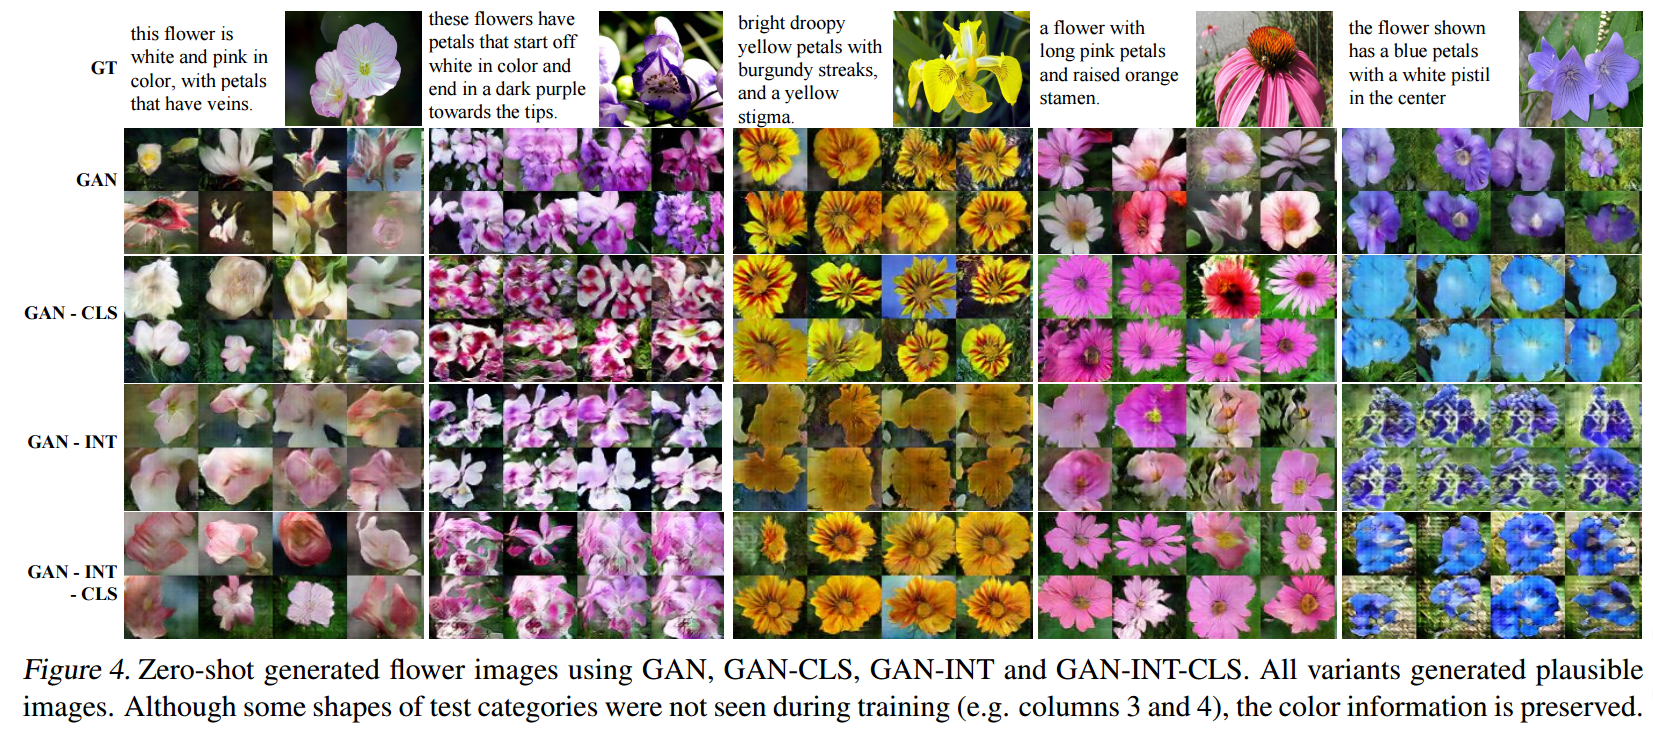 GT
this flower is
white and pink in
color, with petals
that have veins.
these flowers have
petals that start off
white in color and
end in a dark purple
towards the tips.
bright droopy
yellow petals with
burgundy streaks,
and a yellow
stigma.
a flower with
long pink petals
and raised orange
stamen.
the flower shown
has a blue petals
with a white pistil
in the center
GAN
GAN - CLS
GAN - INT
GAN - INT
- CLS
Figure 4. Zero-shot generated flower images using GAN, GAN-CLS, GAN-INT and GAN-INT-CLS. All variants generated plausible
images. Although some shapes of test categories were not seen during training (e.g. columns 3 and 4), the color information is preserved.